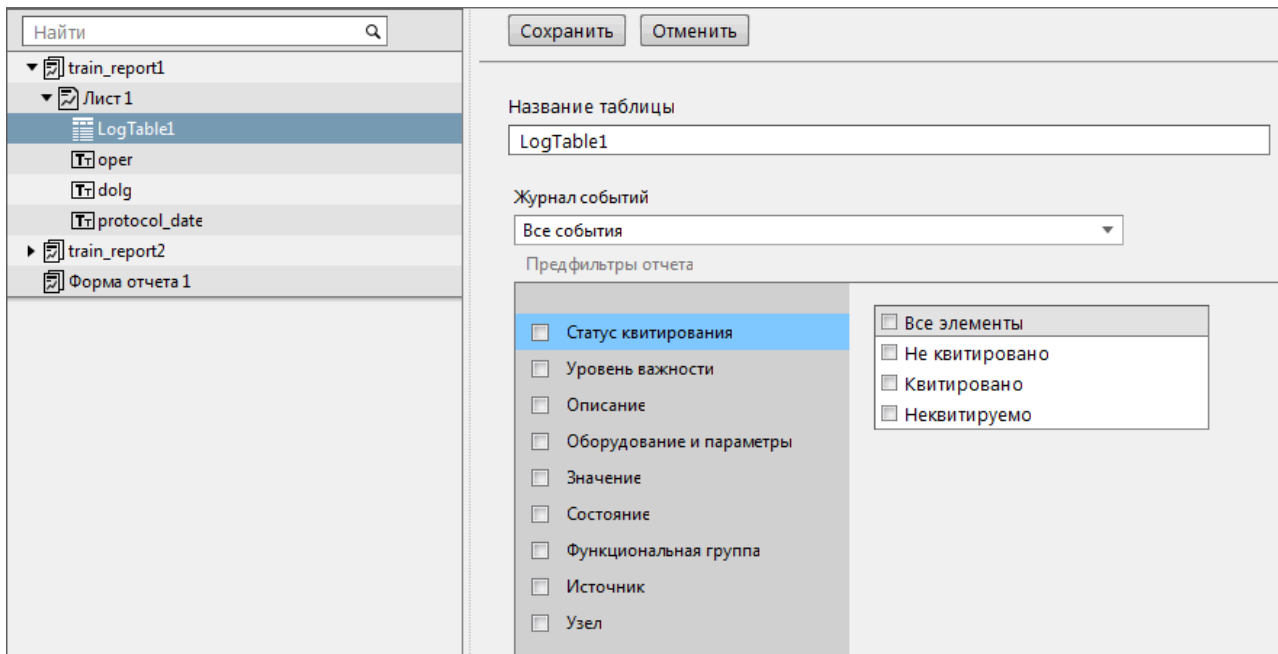 Найти
train_report1
Лист 1
LogTable1
oper
dolg
protocol_date
train_report2
Форма отчета 1
Сохранить Отменить
Название таблицы
LogTable1
Журнал событий
Все события
Предфильтры отчета
Статус квитирования
Уровень важности
Описание
Оборудование и параметры
Значение
Состояние
Функциональная группа
Источник
Узел
Все элементы
Не квитировано
Квитировано
Неквитируемо